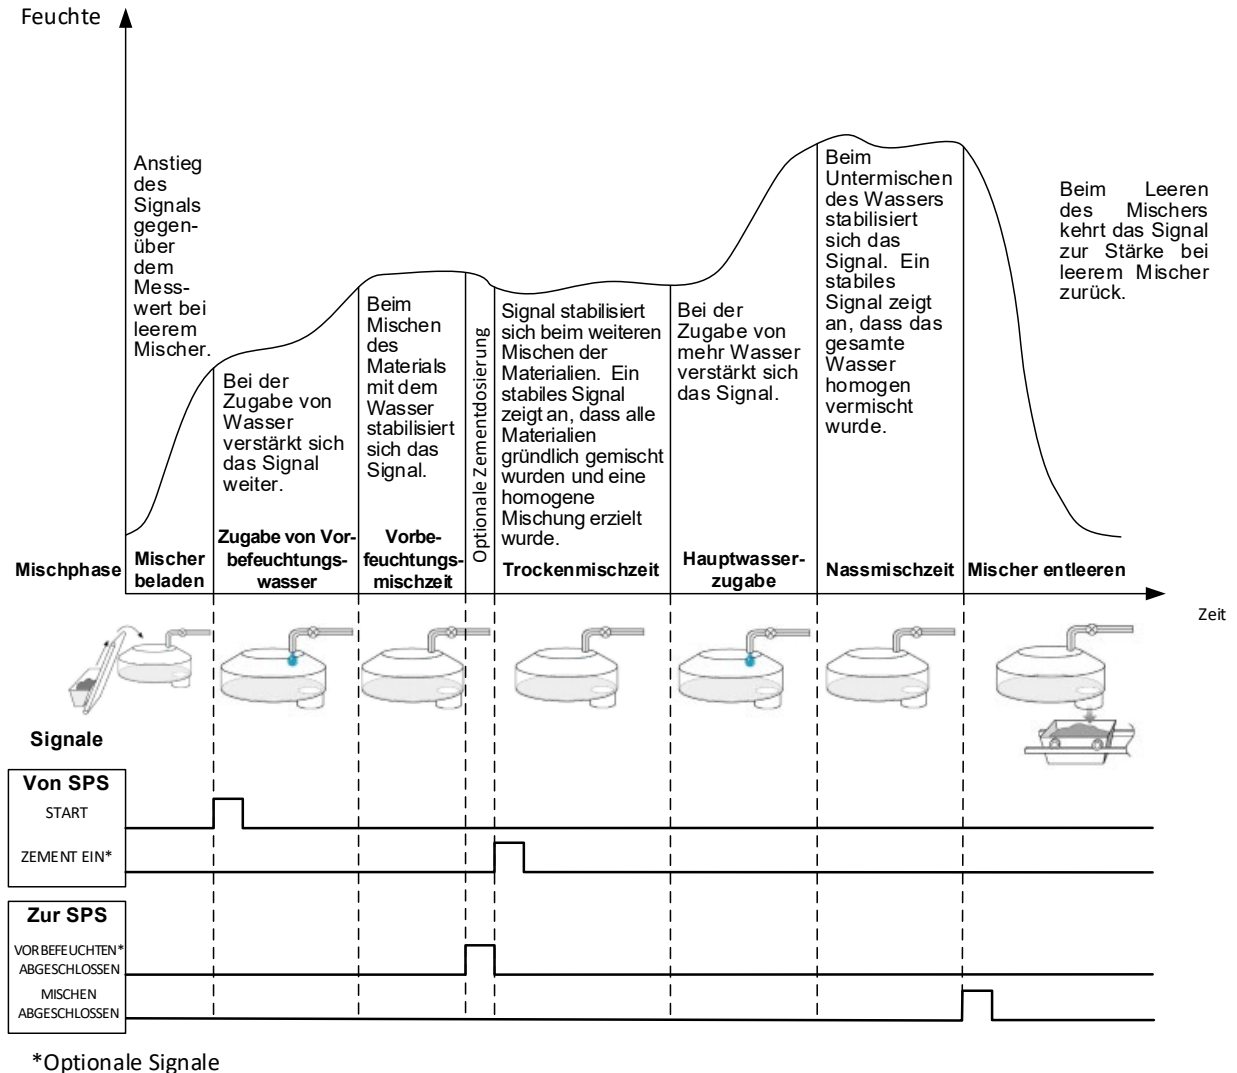 Feuchte
Anstieg
des
Signals
gegen-
über
dem
Mess-
wert bei
leerem
Mischer.
Bei der
Zugabe von
Wasser
verstärkt sich
das Signal
weiter.
Beim
Mischen
des
Materials
mit dem
Wasser
stabilisiert
sich das
Signal.
Optionale Zementdosierung
Signal stabilisiert
sich beim weiteren
Mischen der
Materialien. Ein
stabiles Signal
zeigt an, dass alle
Materialien
gründlich gemischt
wurden und eine
homogene
Mischung erzielt
wurde.
Bei der
Zugabe von
mehr Wasser
verstärkt sich
das Signal.
Beim
Untermischen
des Wassers
stabilisiert
sich das
Signal. Ein
stabiles
Signal zeigt
an, dass das
gesamte
Wasser
homogen
vermischt
wurde.
Beim Leeren
des Mischers
kehrt das Signal
zur Stärke bei
leerem Mischer
zurück.
Mischphase
Mischer
beladen
Zugabe von Vor-
befeuchtungs-
wasser
Vorbe-
feuchtungs-
mischzeit
Trockenmischzeit
Hauptwasser-
zugabe
Nassmischzeit
Mischer entleeren
Zeit
Signale
Von SPS
START
ZEMENT EIN*
Zur SPS
VORBEFEUCHTEN*
ABGESCHLOSSEN
MISCHEN
ABGESCHLOSSEN
*Optionale Signale